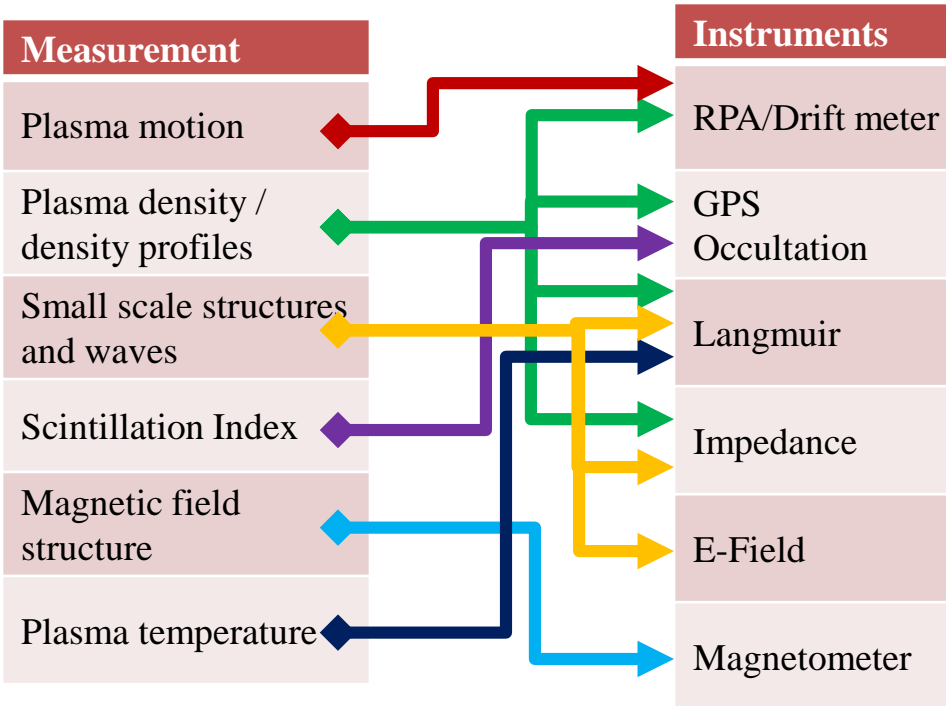 Measurement
Plasma motion
Plasma density /
density profiles
Small scale structures
and waves
Scintillation Index
Magnetic field
structure
Plasma temperature
Instruments
RPA/Drift meter
GPS
Occultation
Langmuir
Impedance
E-Field
Magnetometer